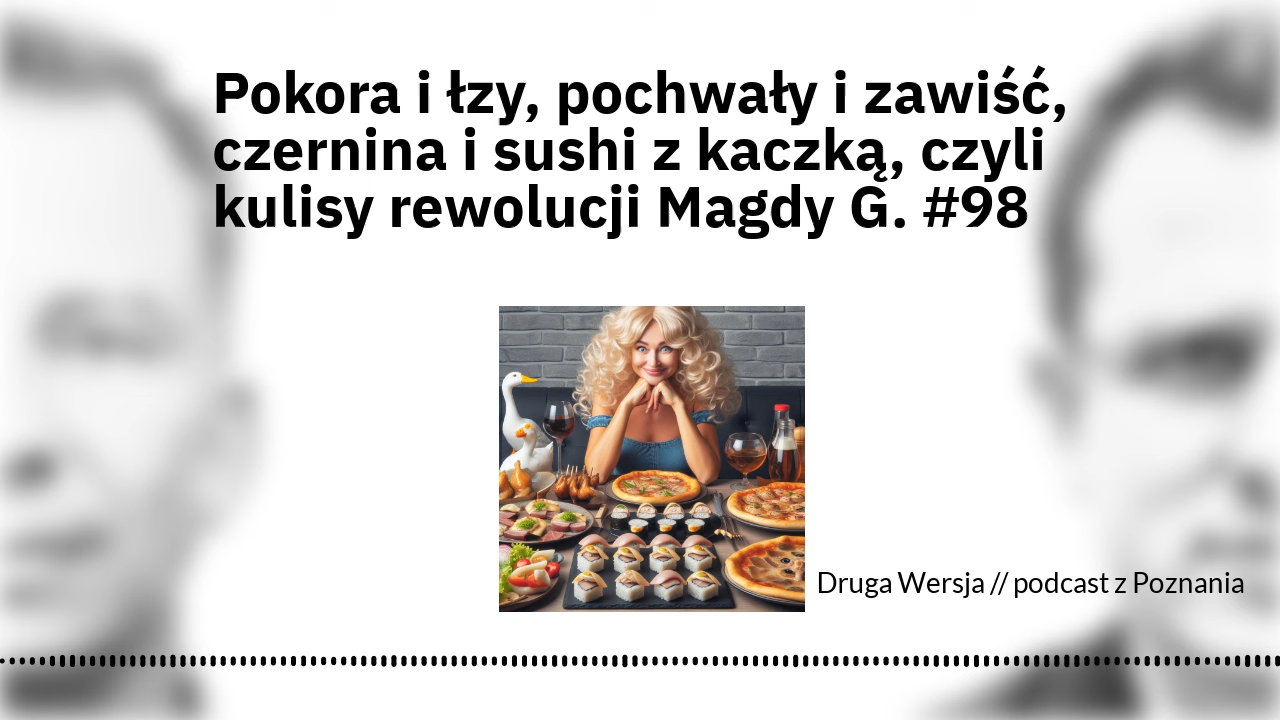 Pokora i łzy, pochwały i zawiść,
czernina i sushi z kaczką, czyli
kulisy rewolucji Magdy G. #98
Druga Wersja // podcast z Poznania